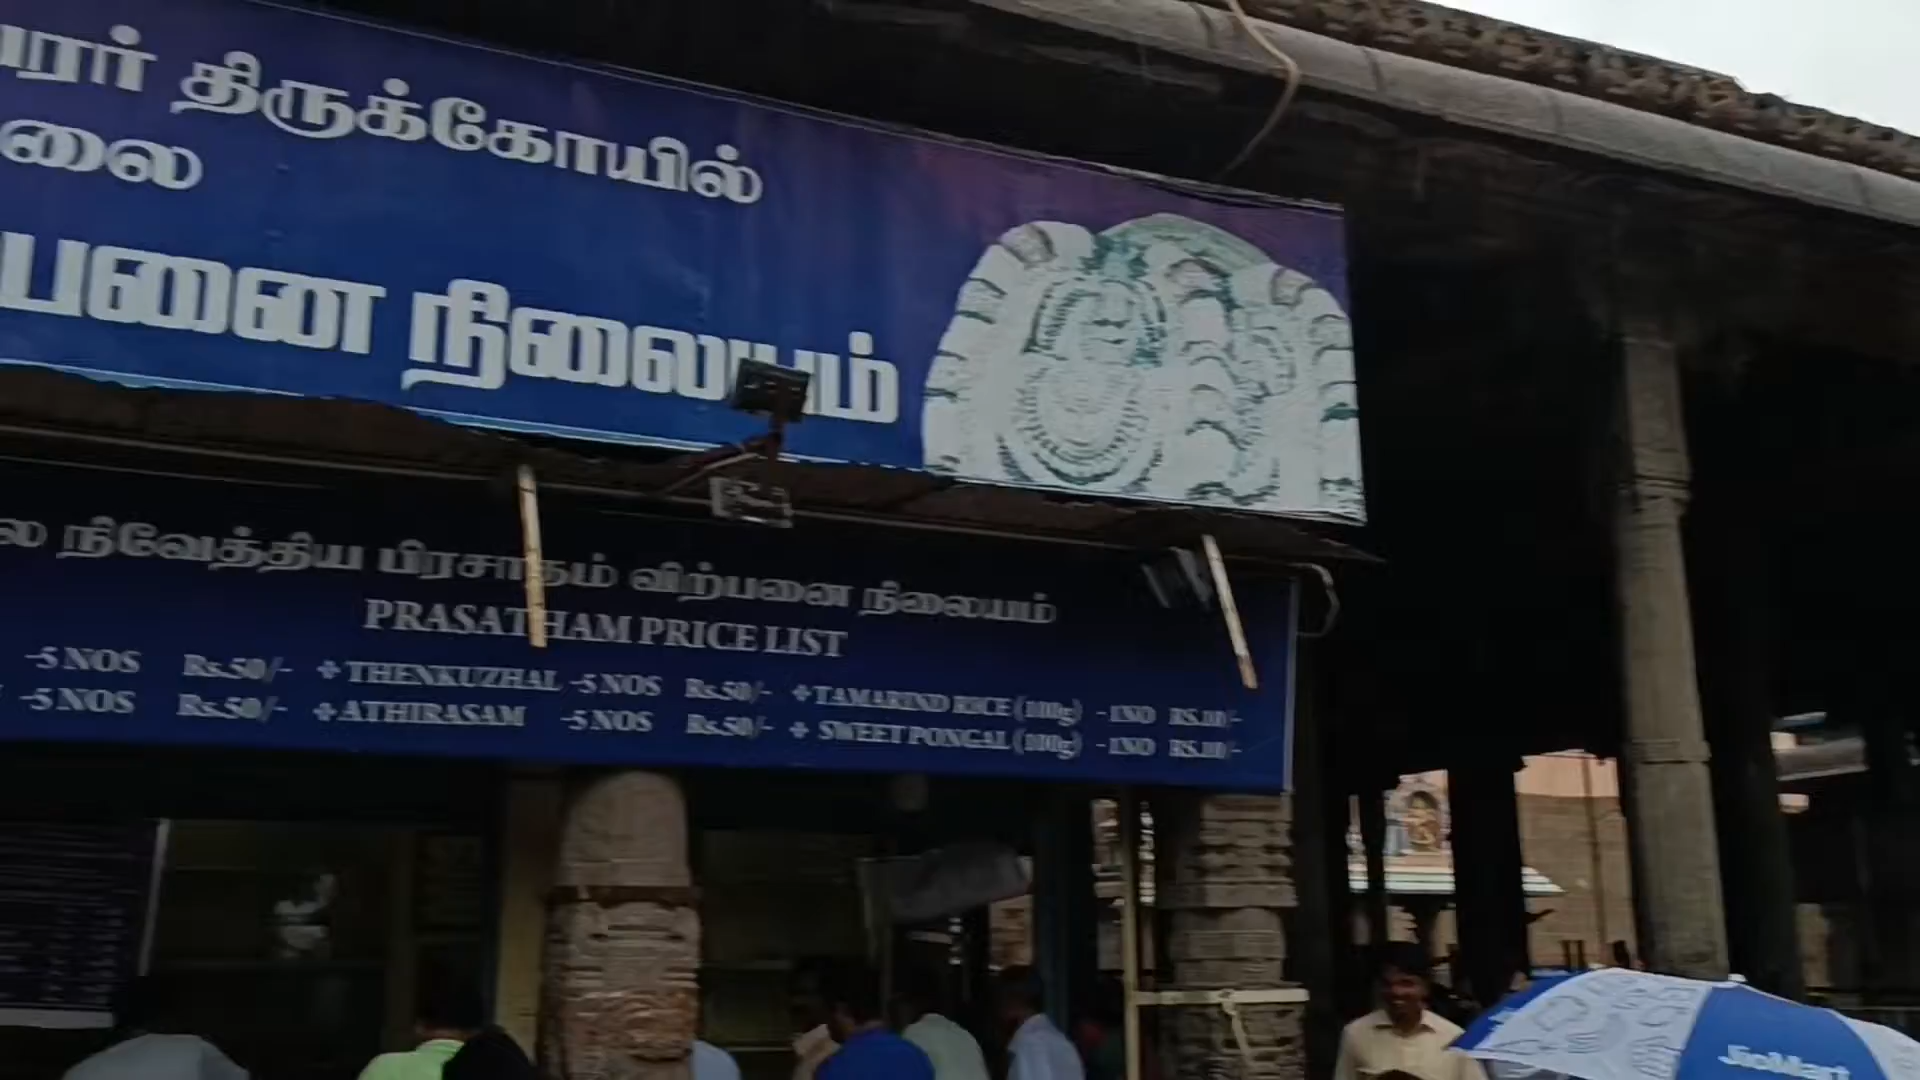 திருக்கோயில்
நிலையம்
நிவேத்திய பிரசாதம் விற்பனை நிலையம்
PRASATHAM PRICE LIST
-5 NOS Rs.50/- ✢ THENKUZHAL -5 NOS Rs.50/- ✢ TAMARIND RICE (100g) - 1NO RS.10/-
-5 NOS Rs.50/- ✢ ATHIRASAM -5 NOS Rs.50/- ✢ SWEET PONGAL (100g) - 1NO RS.10/-
JioMart